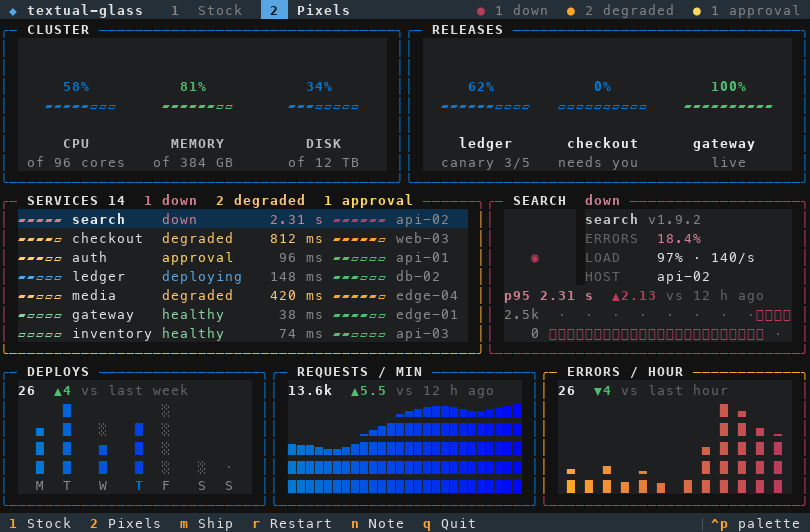 ◆ textual-glass 1 Stock 2 Pixels ● 1 down ● 2 degraded ● 1 approval
CLUSTER
58% 81% 34%
CPU MEMORY DISK
of 96 cores of 384 GB of 12 TB
RELEASES
62% 0% 100%
ledger checkout gateway
canary 3/5 needs you live
SERVICES 14 1 down 2 degraded 1 approval
search down 2.31 s api-02
checkout degraded 812 ms web-03
auth approval 96 ms api-01
ledger deploying 148 ms db-02
media degraded 420 ms edge-04
gateway healthy 38 ms edge-01
inventory healthy 74 ms api-03
SEARCH down
search v1.9.2
ERRORS 18.4%
LOAD 97% · 140/s
HOST api-02
p95 2.31 s ▲2.13 vs 12 h ago
2.5k
0
DEPLOYS
26 ▲4 vs last week
M T W T F S S
REQUESTS / MIN
13.6k ▲5.5 vs 12 h ago
ERRORS / HOUR
26 ▼4 vs last hour
1 Stock 2 Pixels m Ship r Restart n Note q Quit ^p palette